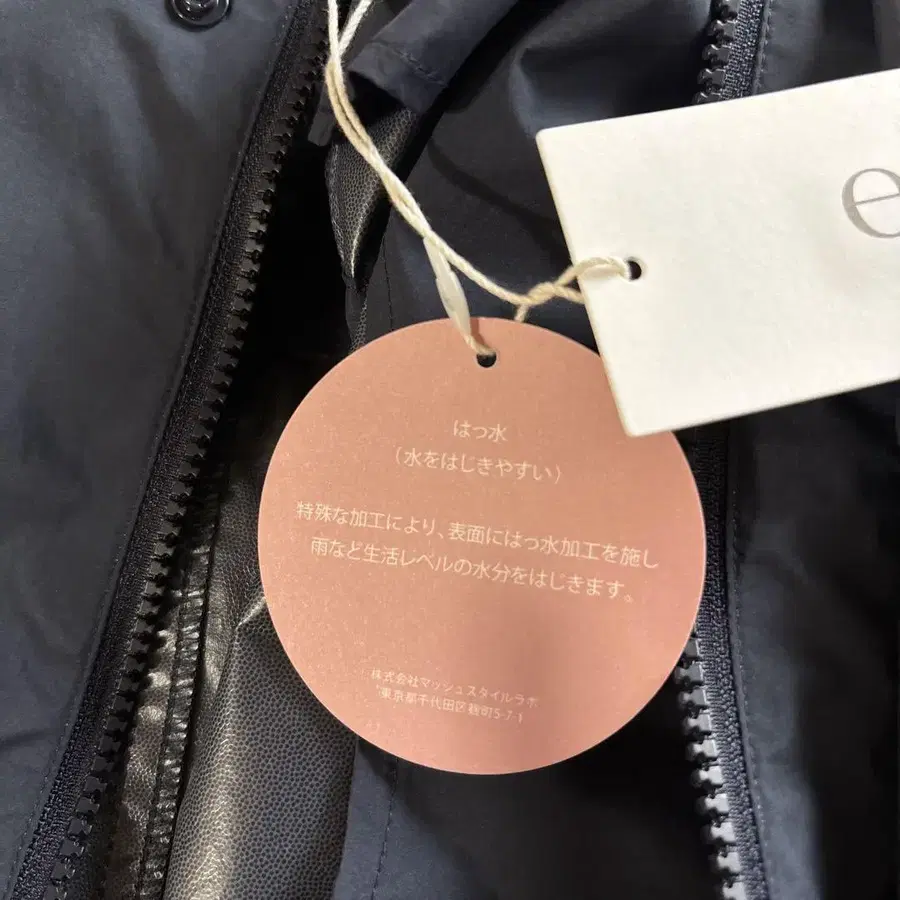 e
はっ水
（水をはじきやすい）
特殊な加工により、表面にはっ水加工を施し
雨など生活レベルの水分をはじきます。
株式会社マッシュスタイルラボ
東京都千代田区麹町5-7-1